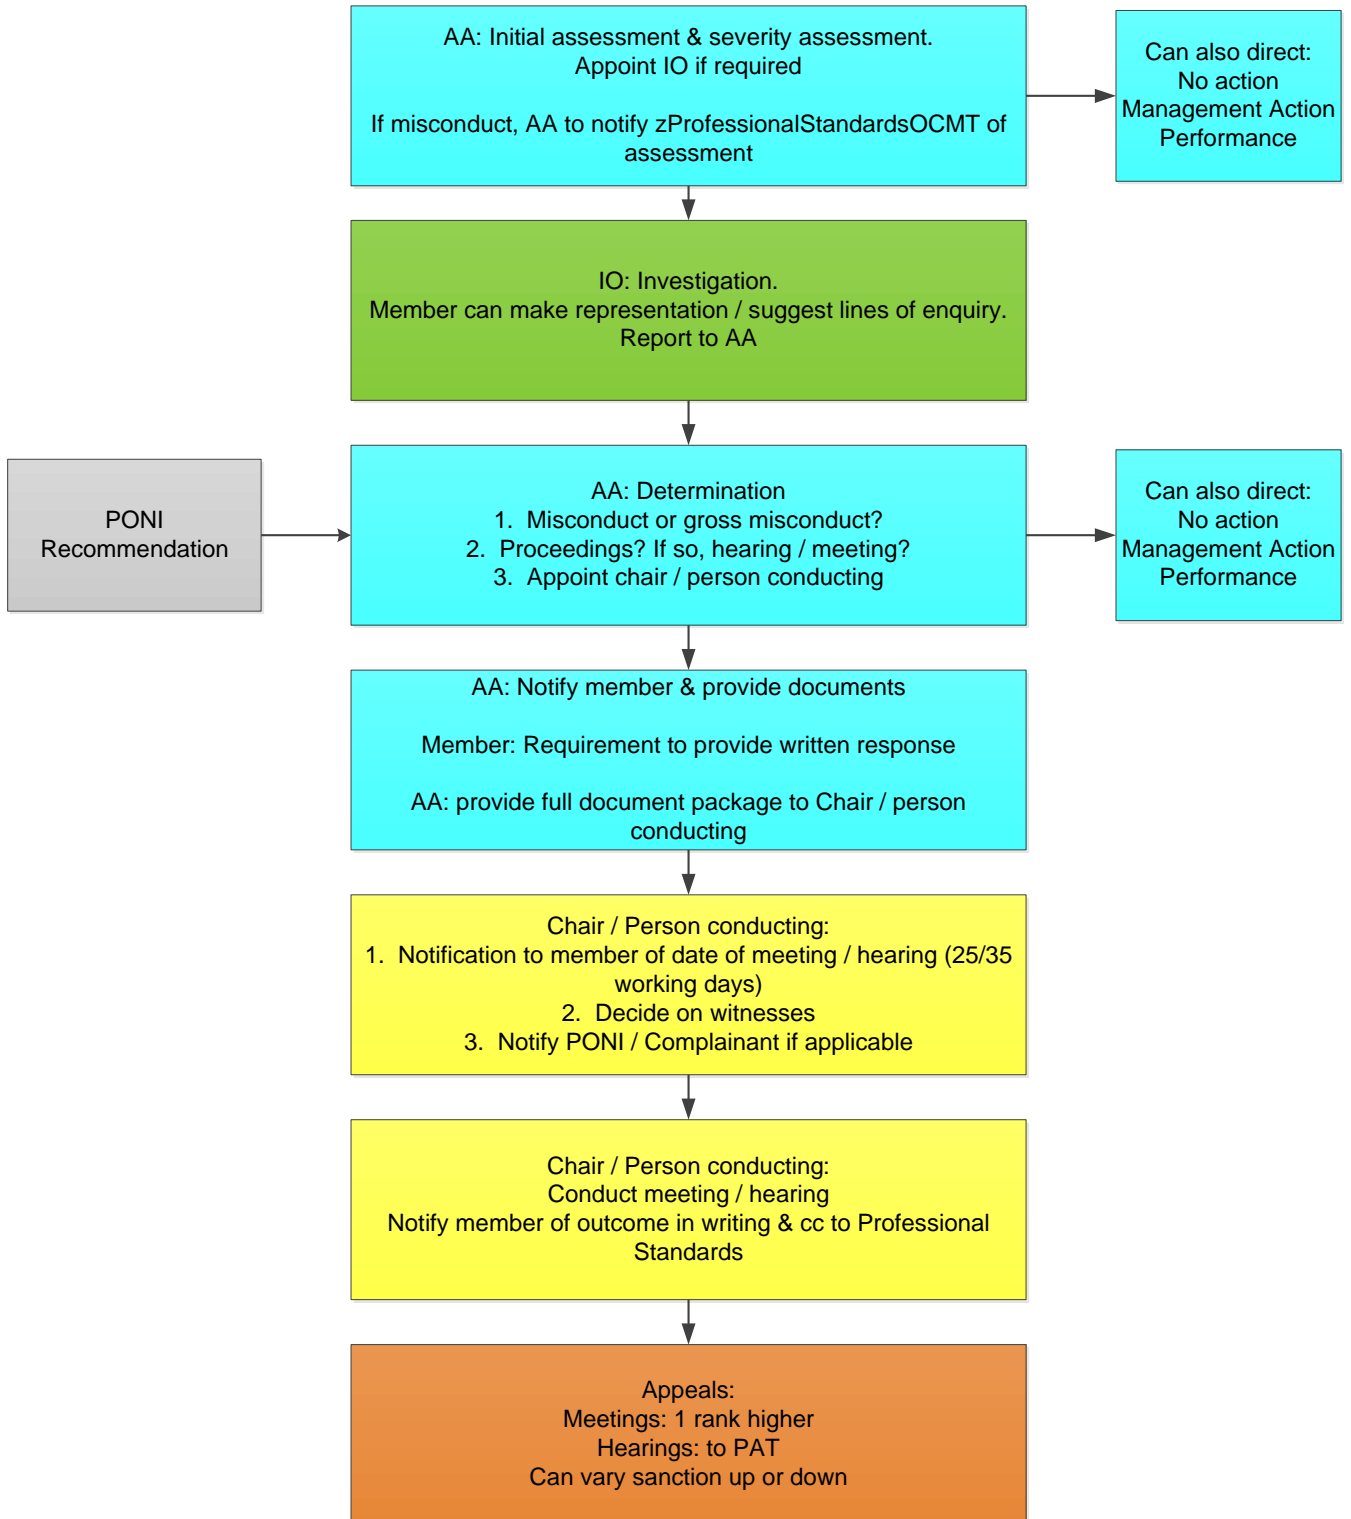 AA: Initial assessment & severity assessment.
Appoint IO if required
If misconduct, AA to notify zProfessionalStandardsOCMT of
assessment
Can also direct:
No action
Management Action
Performance
IO: Investigation.
Member can make representation / suggest lines of enquiry.
Report to AA
PONI
Recommendation
AA: Determination
1. Misconduct or gross misconduct?
2. Proceedings? If so, hearing / meeting?
3. Appoint chair / person conducting
Can also direct:
No action
Management Action
Performance
AA: Notify member & provide documents
Member: Requirement to provide written response
AA: provide full document package to Chair / person
conducting
Chair / Person conducting:
1. Notification to member of date of meeting / hearing (25/35
working days)
2. Decide on witnesses
3. Notify PONI / Complainant if applicable
Chair / Person conducting:
Conduct meeting / hearing
Notify member of outcome in writing & cc to Professional
Standards
Appeals:
Meetings: 1 rank higher
Hearings: to PAT
Can vary sanction up or down